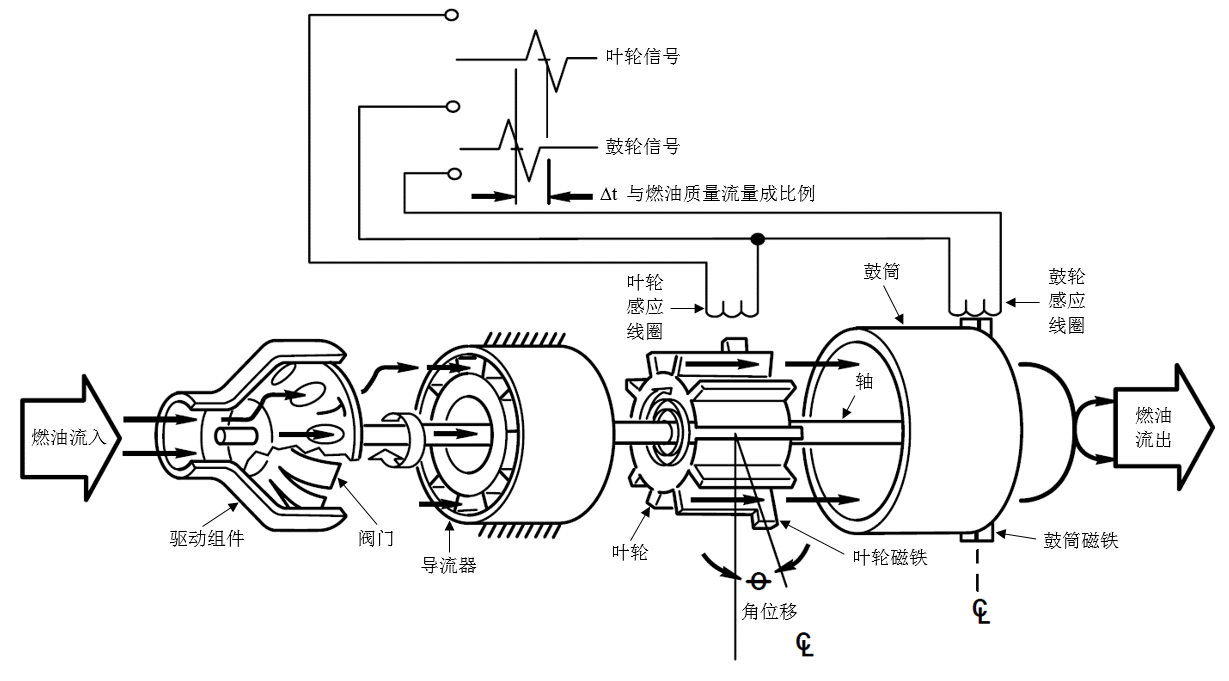 叶轮信号
鼓轮信号
Δt 与燃油质量流量成比例
叶轮
感应
线圈
鼓筒
鼓轮
感应
线圈
轴
燃油流入
燃油
流出
驱动组件
阀门
导流器
叶轮
叶轮磁铁
鼓筒磁铁
Θ
角位移
℄
℄